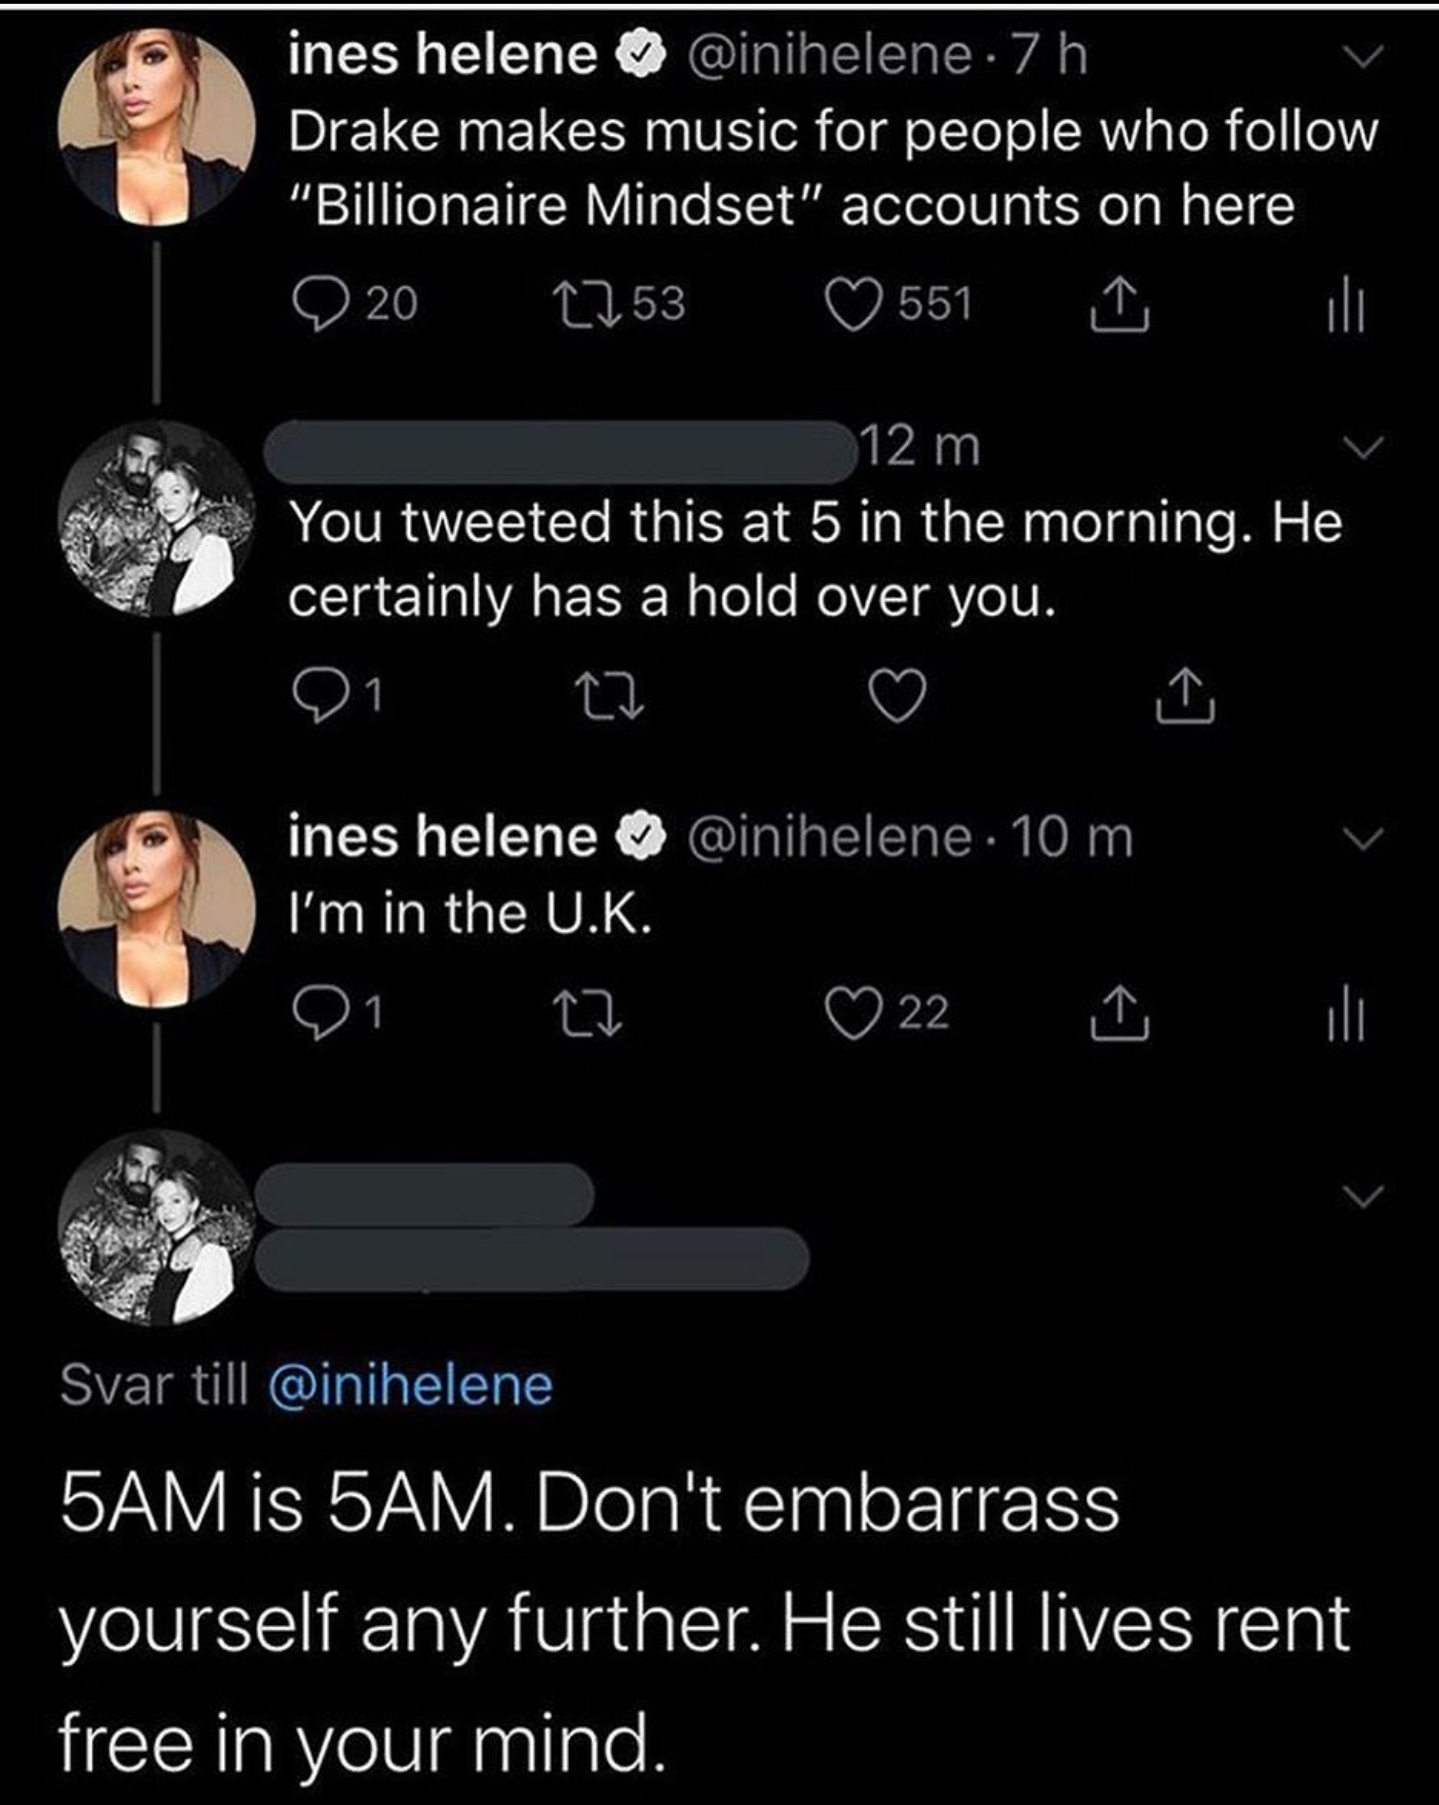 ines helene @inihelene · 7 h
Drake makes music for people who follow
“Billionaire Mindset” accounts on here
20 53 551
12 m
You tweeted this at 5 in the morning. He
certainly has a hold over you.
1
ines helene @inihelene · 10 m
I’m in the U.K.
1 22
Svar till @inihelene
5AM is 5AM. Don't embarrass
yourself any further. He still lives rent
free in your mind.